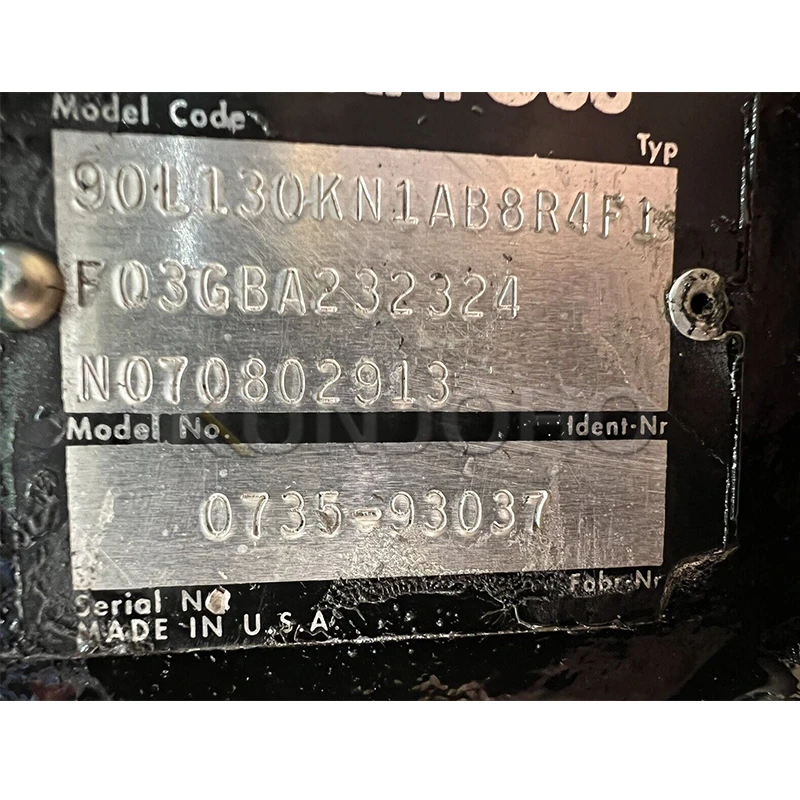 Model Code
Typ
90L130KN1AB8R4F1
F03GBA232324
N070802913
Model No.
Ident-Nr
0735-93037
Serial No
Fabr-Nr
MADE IN U.S.A.